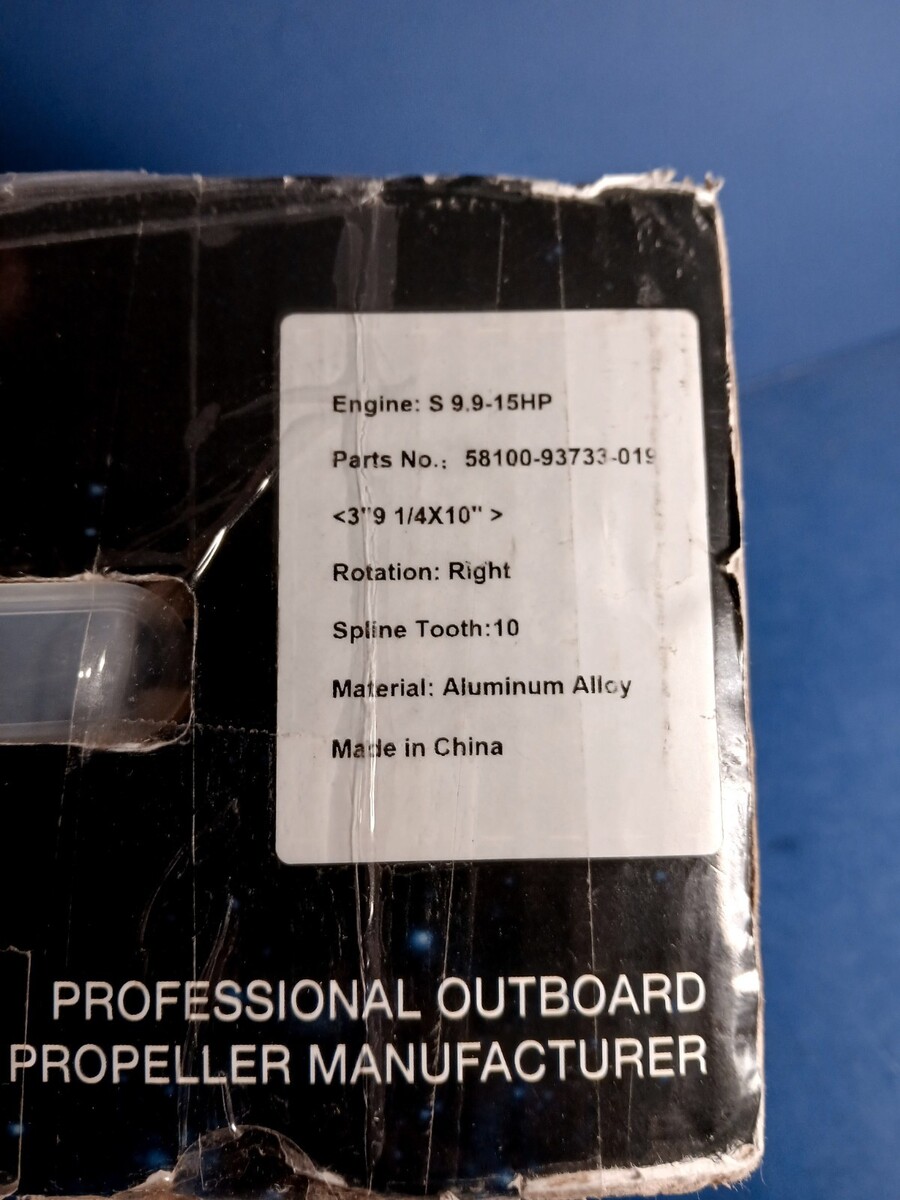 Engine: S 9.9-15HP
Parts No.: 58100-93733-019
<3"9 1/4X10" >
Rotation: Right
Spline Tooth:10
Material: Aluminum Alloy
Made in China
PROFESSIONAL OUTBOARD
PROPELLER MANUFACTURER